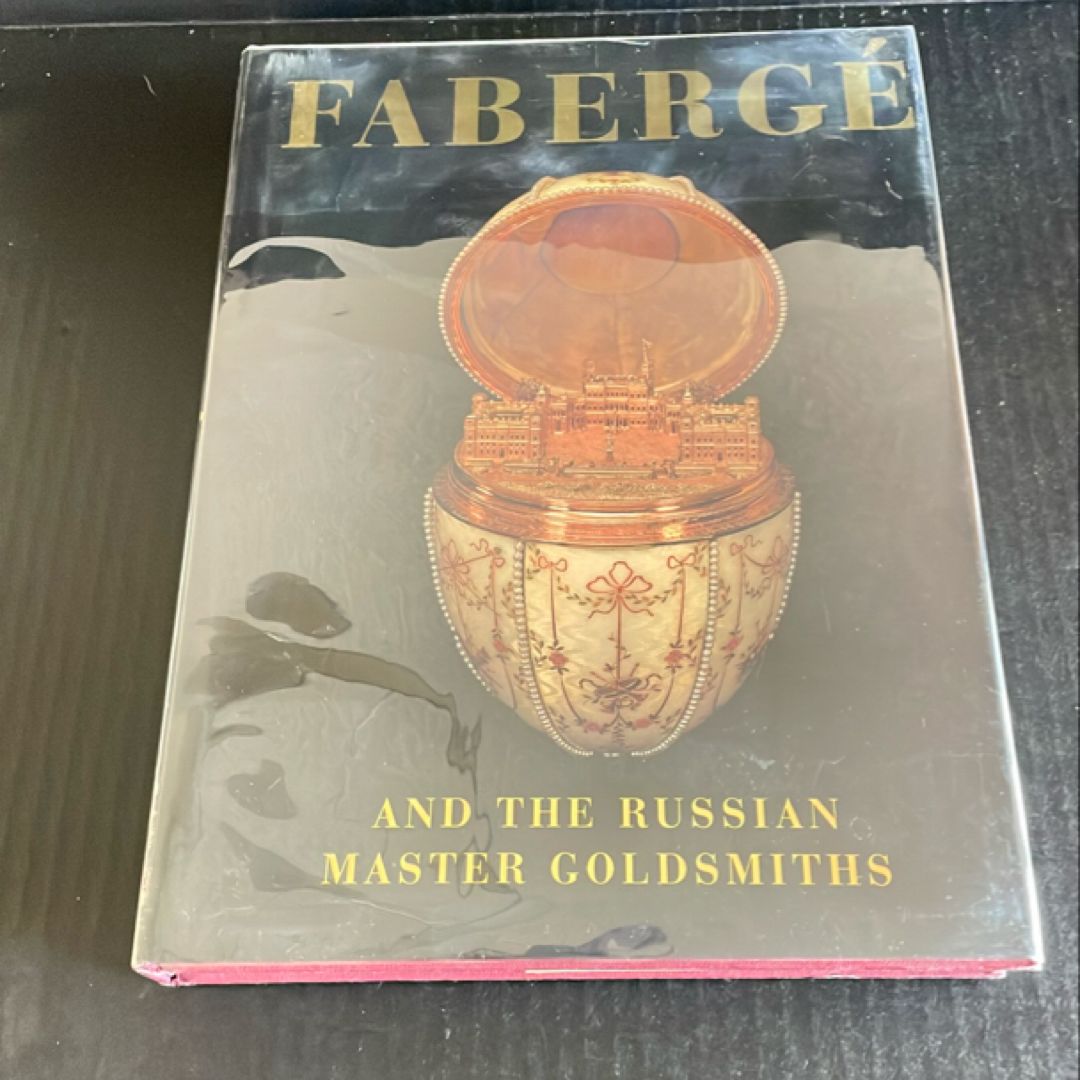 FABERGÉ
AND THE RUSSIAN
MASTER GOLDSMITHS